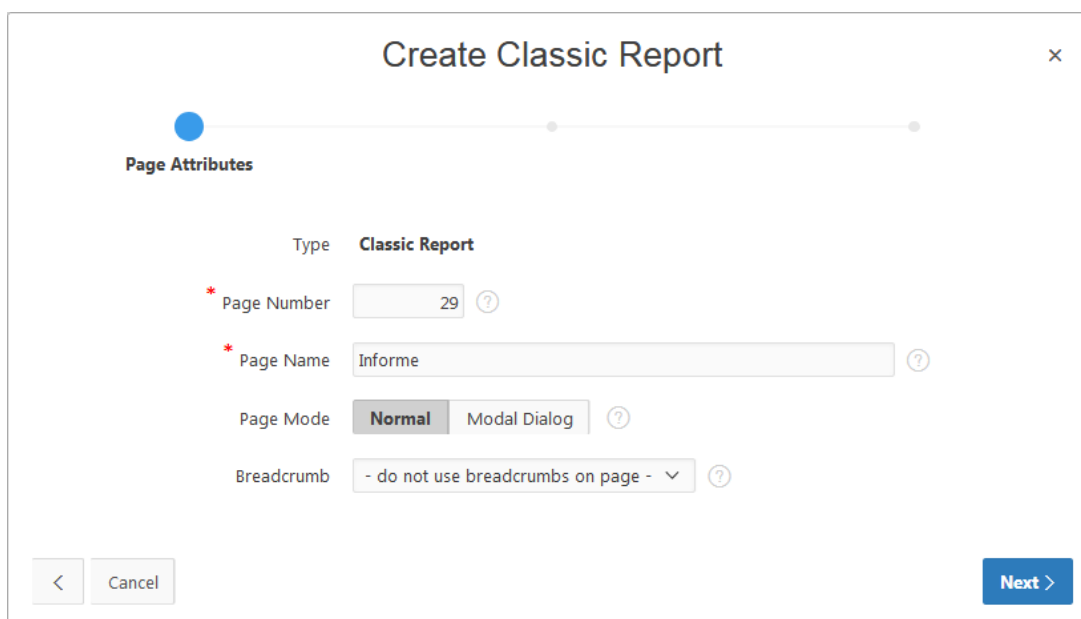 Create Classic Report
Page Attributes
Type Classic Report
* Page Number 29 ?
* Page Name Informe ?
Page Mode Normal Modal Dialog ?
Breadcrumb - do not use breadcrumbs on page - ?
Cancel Next >